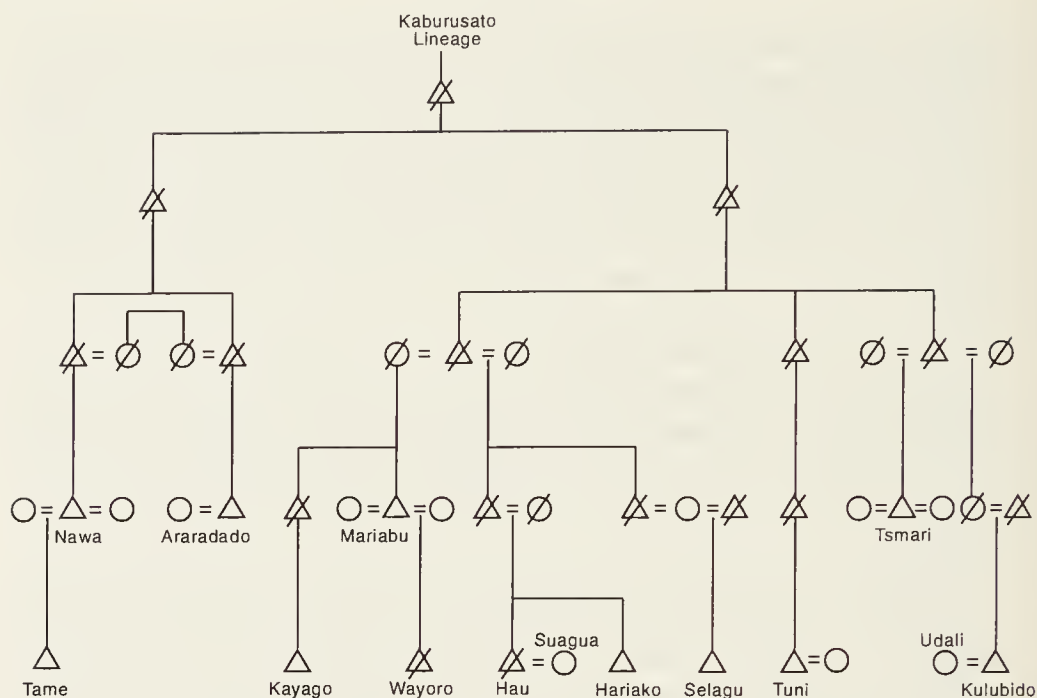 Kaburusato
Lineage
Nawa
Araradado
Mariabu
Tsmari
Suagua
Udali
Tame
Kayago
Wayoro
Hau
Hariako
Selagu
Tuni
Kulubido